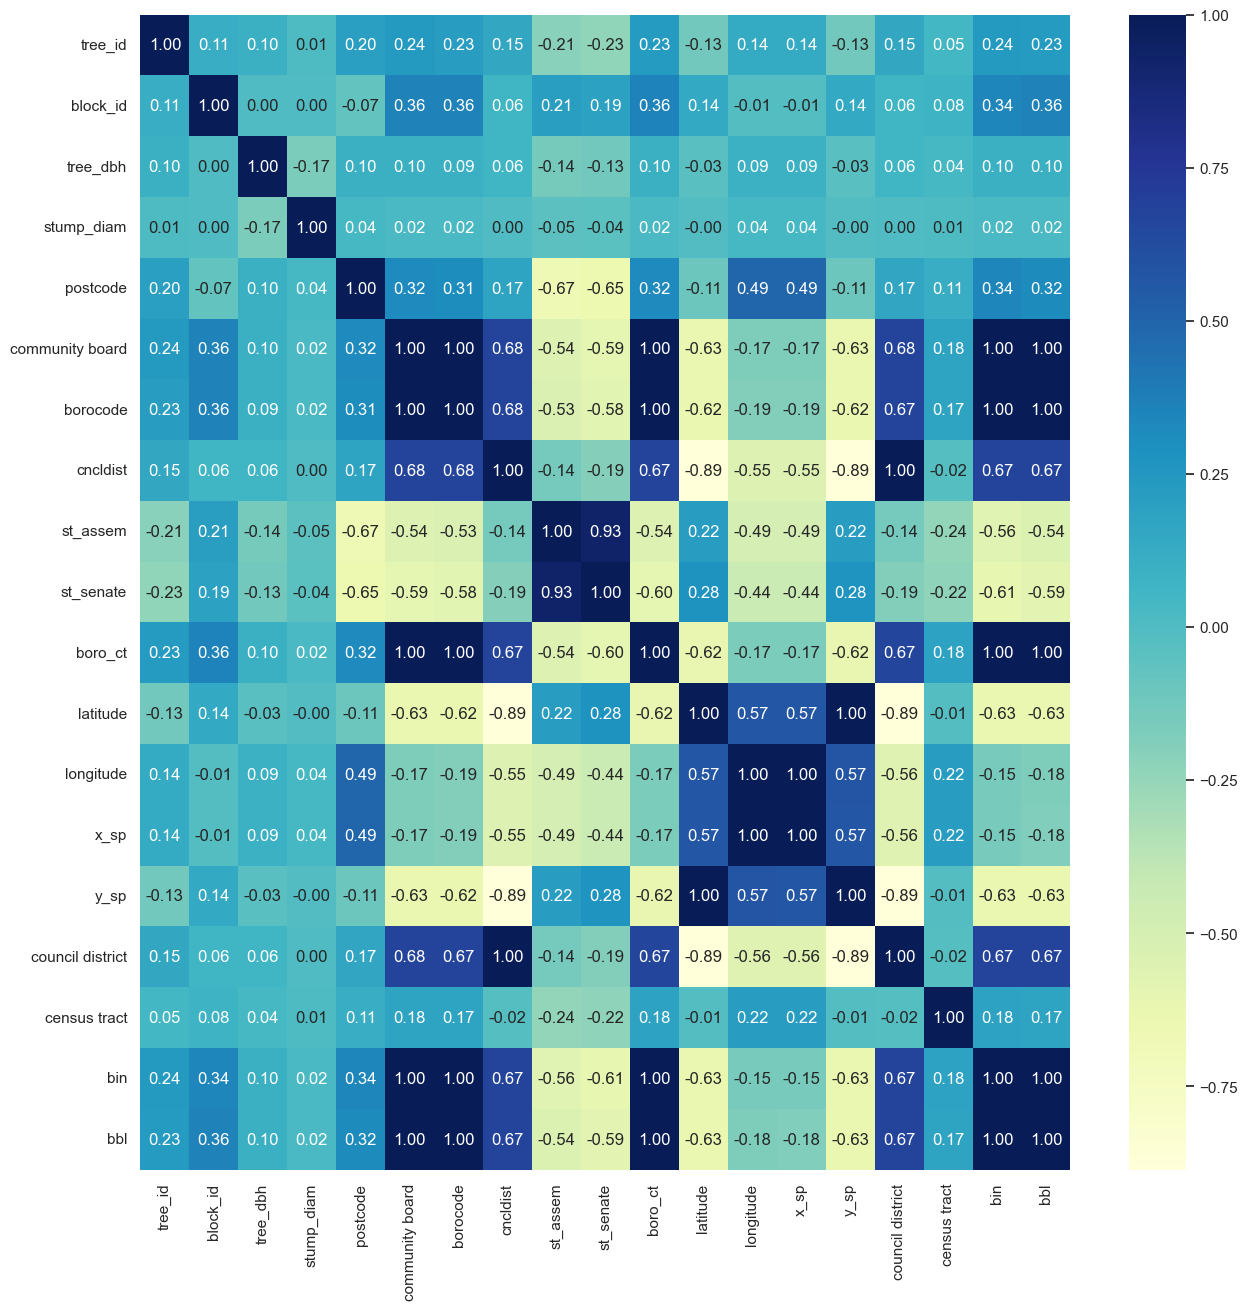 tree_id 1.00 0.11 0.10 0.01 0.20 0.24 0.23 0.15 -0.21 -0.23 0.23 -0.13 0.14 0.14 -0.13 0.15 0.05 0.24 0.23
block_id 0.11 1.00 0.00 0.00 -0.07 0.36 0.36 0.06 0.21 0.19 0.36 0.14 -0.01 -0.01 0.14 0.06 0.08 0.34 0.36
tree_dbh 0.10 0.00 1.00 -0.17 0.10 0.10 0.09 0.06 -0.14 -0.13 0.10 -0.03 0.09 0.09 -0.03 0.06 0.04 0.10 0.10
stump_diam 0.01 0.00 -0.17 1.00 0.04 0.02 0.02 0.00 -0.05 -0.04 0.02 -0.00 0.04 0.04 -0.00 0.00 0.01 0.02 0.02
postcode 0.20 -0.07 0.10 0.04 1.00 0.32 0.31 0.17 -0.67 -0.65 0.32 -0.11 0.49 0.49 -0.11 0.17 0.11 0.34 0.32
community board 0.24 0.36 0.10 0.02 0.32 1.00 1.00 0.68 -0.54 -0.59 1.00 -0.63 -0.17 -0.17 -0.63 0.68 0.18 1.00 1.00
borocode 0.23 0.36 0.09 0.02 0.31 1.00 1.00 0.68 -0.53 -0.58 1.00 -0.62 -0.19 -0.19 -0.62 0.67 0.17 1.00 1.00
cncldist 0.15 0.06 0.06 0.00 0.17 0.68 0.68 1.00 -0.14 -0.19 0.67 -0.89 -0.55 -0.55 -0.89 1.00 -0.02 0.67 0.67
st_assem -0.21 0.21 -0.14 -0.05 -0.67 -0.54 -0.53 -0.14 1.00 0.93 -0.54 0.22 -0.49 -0.49 0.22 -0.14 -0.24 -0.56 -0.54
st_senate -0.23 0.19 -0.13 -0.04 -0.65 -0.59 -0.58 -0.19 0.93 1.00 -0.60 0.28 -0.44 -0.44 0.28 -0.19 -0.22 -0.61 -0.59
boro_ct 0.23 0.36 0.10 0.02 0.32 1.00 1.00 0.67 -0.54 -0.60 1.00 -0.62 -0.17 -0.17 -0.62 0.67 0.18 1.00 1.00
latitude -0.13 0.14 -0.03 -0.00 -0.11 -0.63 -0.62 -0.89 0.22 0.28 -0.62 1.00 0.57 0.57 1.00 -0.89 -0.01 -0.63 -0.63
longitude 0.14 -0.01 0.09 0.04 0.49 -0.17 -0.19 -0.55 -0.49 -0.44 -0.17 0.57 1.00 1.00 0.57 -0.56 0.22 -0.15 -0.18
x_sp 0.14 -0.01 0.09 0.04 0.49 -0.17 -0.19 -0.55 -0.49 -0.44 -0.17 0.57 1.00 1.00 0.57 -0.56 0.22 -0.15 -0.18
y_sp -0.13 0.14 -0.03 -0.00 -0.11 -0.63 -0.62 -0.89 0.22 0.28 -0.62 1.00 0.57 0.57 1.00 -0.89 -0.01 -0.63 -0.63
council district 0.15 0.06 0.06 0.00 0.17 0.68 0.67 1.00 -0.14 -0.19 0.67 -0.89 -0.56 -0.56 -0.89 1.00 -0.02 0.67 0.67
census tract 0.05 0.08 0.04 0.01 0.11 0.18 0.17 -0.02 -0.24 -0.22 0.18 -0.01 0.22 0.22 -0.01 -0.02 1.00 0.18 0.17
bin 0.24 0.34 0.10 0.02 0.34 1.00 1.00 0.67 -0.56 -0.61 1.00 -0.63 -0.15 -0.15 -0.63 0.67 0.18 1.00 1.00
bbl 0.23 0.36 0.10 0.02 0.32 1.00 1.00 0.67 -0.54 -0.59 1.00 -0.63 -0.18 -0.18 -0.63 0.67 0.17 1.00 1.00
tree_id block_id tree_dbh stump_diam postcode community board borocode cncldist st_assem st_senate boro_ct latitude longitude x_sp y_sp council district census tract bin bbl
1.00
0.75
0.50
0.25
0.00
−0.25
−0.50
−0.75